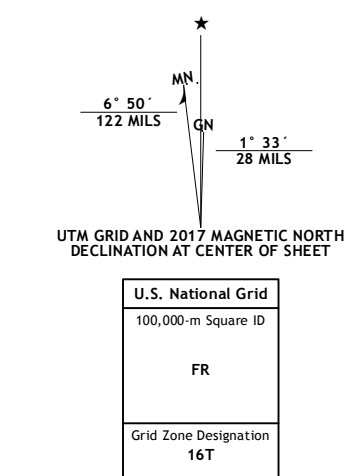 ★
MN
GN
6° 50´
122 MILS
1° 33´
28 MILS
UTM GRID AND 2017 MAGNETIC NORTH
DECLINATION AT CENTER OF SHEET
U.S. National Grid
100,000-m Square ID
FR
Grid Zone Designation
16T